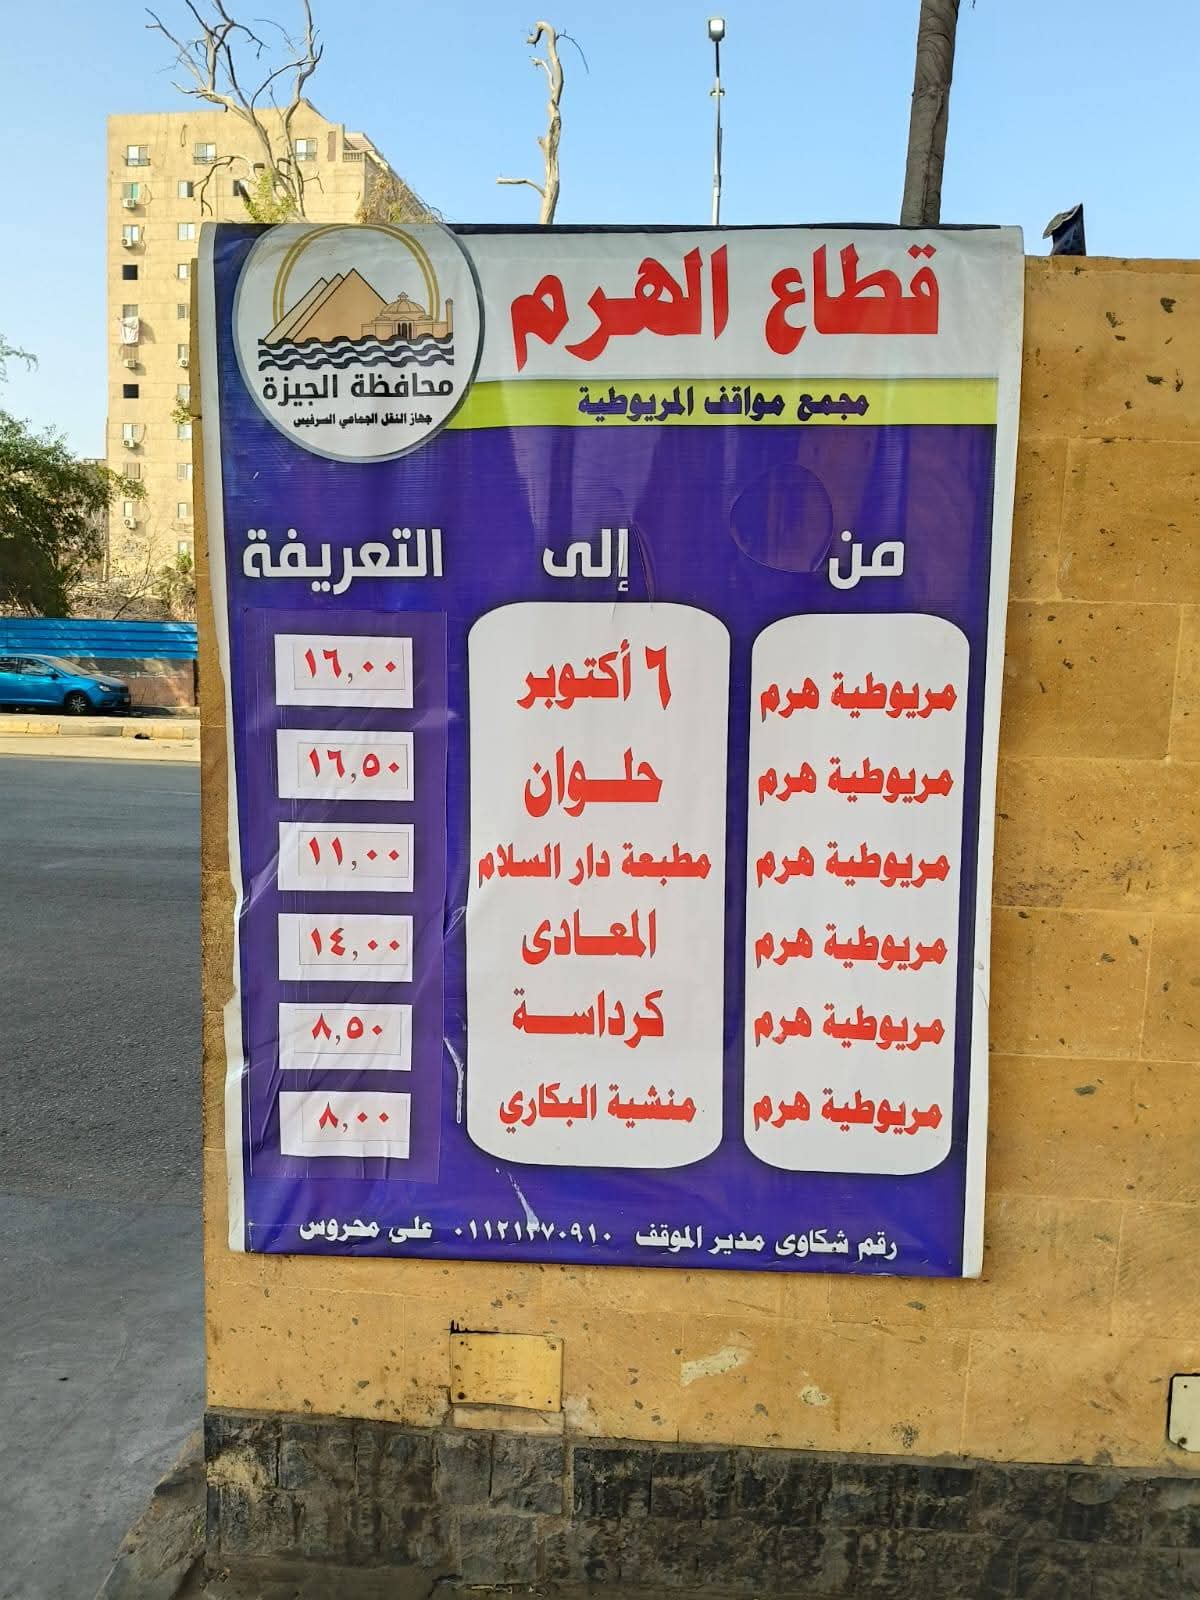 قطاع الهرم
مجمع مواقف المريوطية
محافظة الجيزة
جهاز النقل الجماعي السرفيس
من إلى التعريفة
مريوطية هرم ٦ أكتوبر ١٦,٠٠
مريوطية هرم حلوان ١٦,٥٠
مريوطية هرم مطبعة دار السلام ١١,٠٠
مريوطية هرم المعادى ١٤,٠٠
مريوطية هرم كرداسة ٨,٥٠
مريوطية هرم منشية البكاري ٨,٠٠
رقم شكاوى مدير الموقف ٠١١٢١٣٧٠٩١٠ على محروس